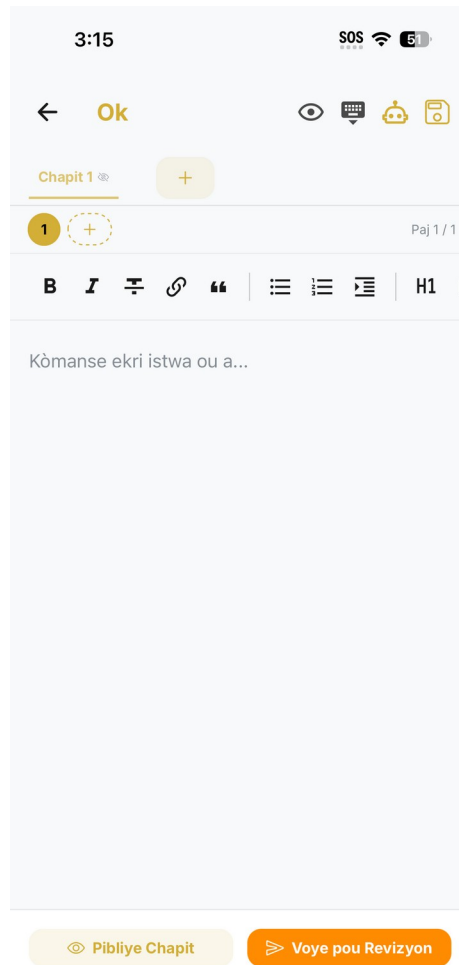 3:15 SOS 51
Ok
Chapit 1 +
1 + Paj 1 / 1
B I T “ H1
Kòmanse ekri istwa ou a...
Pibliye Chapit Voye pou Revizyon